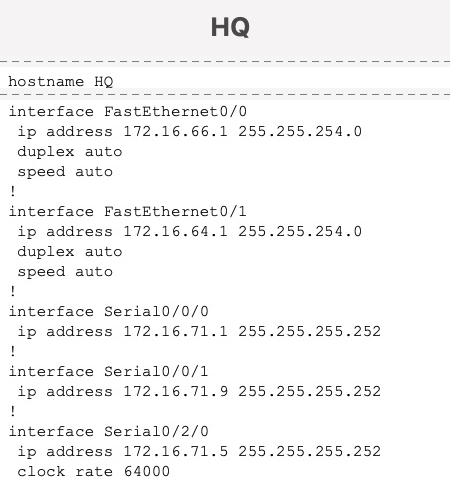 HQ
hostname HQ
interface FastEthernet0/0
ip address 172.16.66.1 255.255.254.0
duplex auto
speed auto
!
interface FastEthernet0/1
ip address 172.16.64.1 255.255.254.0
duplex auto
speed auto
!
interface Serial0/0/0
ip address 172.16.71.1 255.255.255.252
!
interface Serial0/0/1
ip address 172.16.71.9 255.255.255.252
!
interface Serial0/2/0
ip address 172.16.71.5 255.255.255.252
clock rate 64000